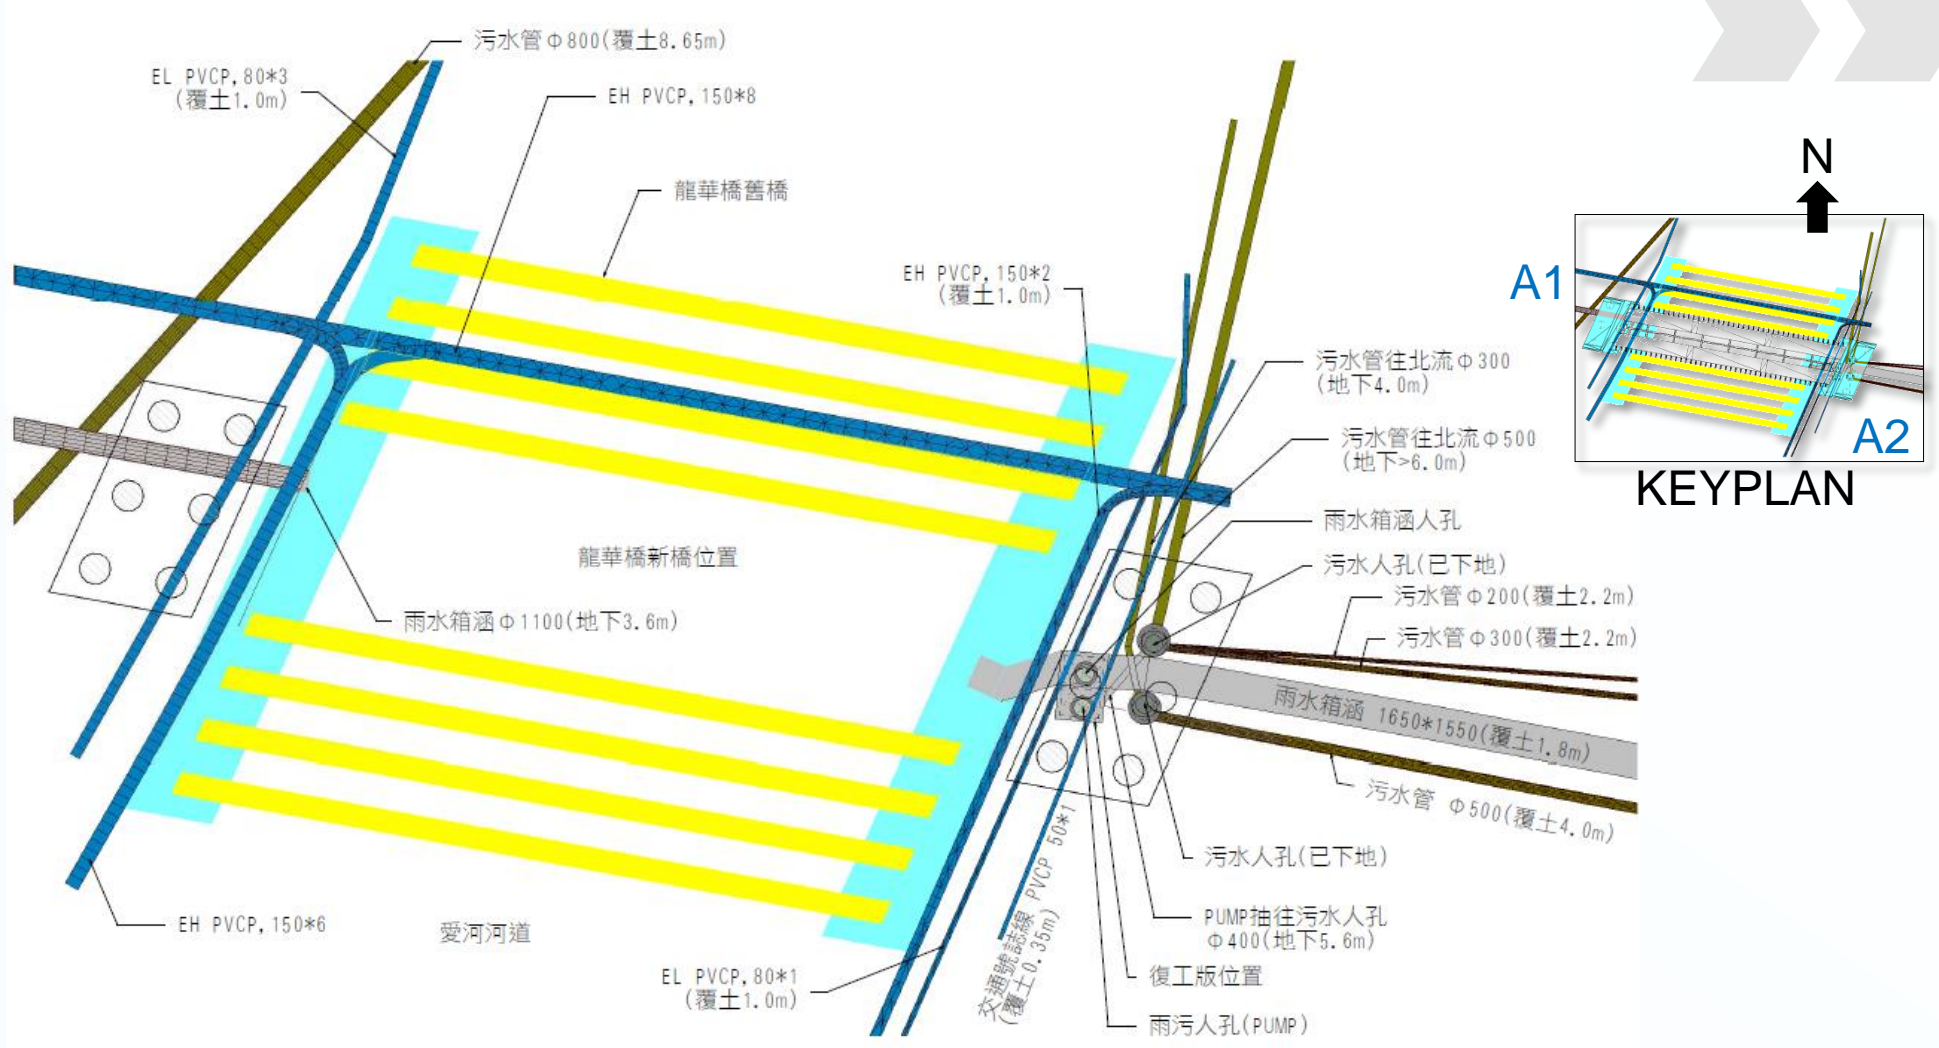 污水管Φ800(覆土8.65m)
EL PVCP,80*3
(覆土1.0m)
EH PVCP,150*8
龍華橋舊橋
N
EH PVCP,150*2
(覆土1.0m)
A1
污水管往北流Φ300
(地下4.0m)
污水管往北流Φ500
(地下>6.0m)
A2
KEYPLAN
雨水箱涵人孔
龍華橋新橋位置
污水人孔(已下地)
污水管Φ200(覆土2.2m)
雨水箱涵Φ1100(地下3.6m)
污水管Φ300(覆土2.2m)
雨水箱涵 1650*1550(覆土1.8m)
污水管 Φ500(覆土4.0m)
交通號誌線 PVCP 50*1
(覆土0.35m)
污水人孔(已下地)
EH PVCP,150*6
愛河河道
PUMP抽往污水人孔
Φ400(地下5.6m)
EL PVCP,80*1
(覆土1.0m)
復工版位置
雨污人孔(PUMP)